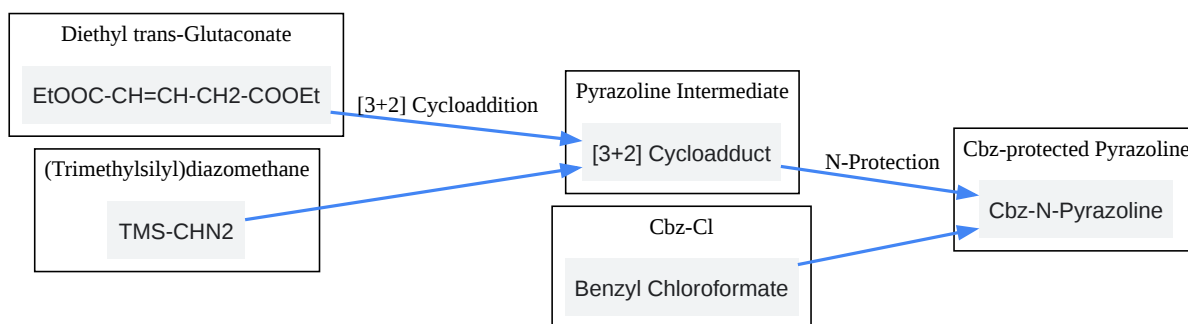 Diethyl trans-Glutaconate
EtOOC-CH=CH-CH2-COOEt
(Trimethylsilyl)diazomethane
TMS-CHN2
[3+2] Cycloaddition
Pyrazoline Intermediate
[3+2] Cycloadduct
Cbz-Cl
Benzyl Chloroformate
N-Protection
Cbz-protected Pyrazoline
Cbz-N-Pyrazoline